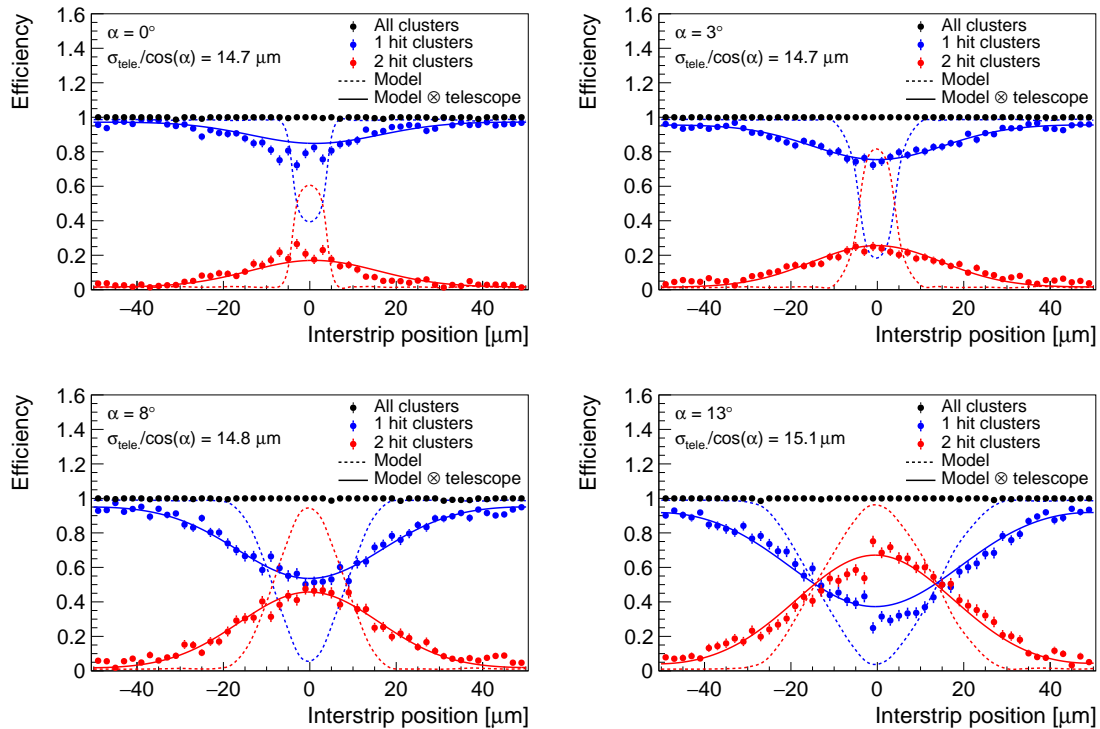 Efficiency
1.6
1.4
1.2
1
0.8
0.6
0.4
0.2
0
α = 0°
σtele./cos(α) = 14.7 μm
All clusters
1 hit clusters
2 hit clusters
Model
Model ⊗ telescope
−40 −20 0 20 40
Interstrip position [μm]
Efficiency
1.6
1.4
1.2
1
0.8
0.6
0.4
0.2
0
α = 3°
σtele./cos(α) = 14.7 μm
All clusters
1 hit clusters
2 hit clusters
Model
Model ⊗ telescope
−40 −20 0 20 40
Interstrip position [μm]
Efficiency
1.6
1.4
1.2
1
0.8
0.6
0.4
0.2
0
α = 8°
σtele./cos(α) = 14.8 μm
All clusters
1 hit clusters
2 hit clusters
Model
Model ⊗ telescope
−40 −20 0 20 40
Interstrip position [μm]
Efficiency
1.6
1.4
1.2
1
0.8
0.6
0.4
0.2
0
α = 13°
σtele./cos(α) = 15.1 μm
All clusters
1 hit clusters
2 hit clusters
Model
Model ⊗ telescope
−40 −20 0 20 40
Interstrip position [μm]